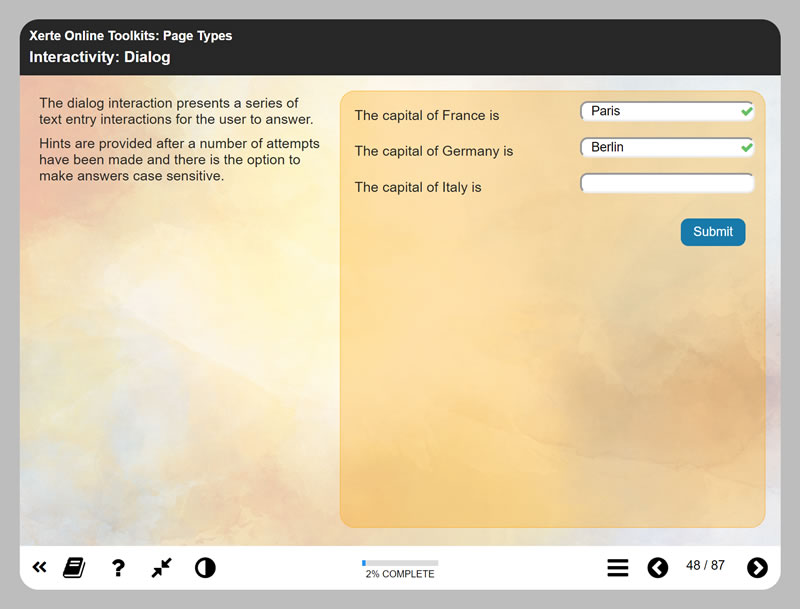 Xerte Online Toolkits: Page Types
Interactivity: Dialog
The dialog interaction presents a series of
text entry interactions for the user to answer.
Hints are provided after a number of attempts
have been made and there is the option to
make answers case sensitive.
The capital of France is Paris
The capital of Germany is Berlin
The capital of Italy is
Submit
?
2% COMPLETE
48 / 87